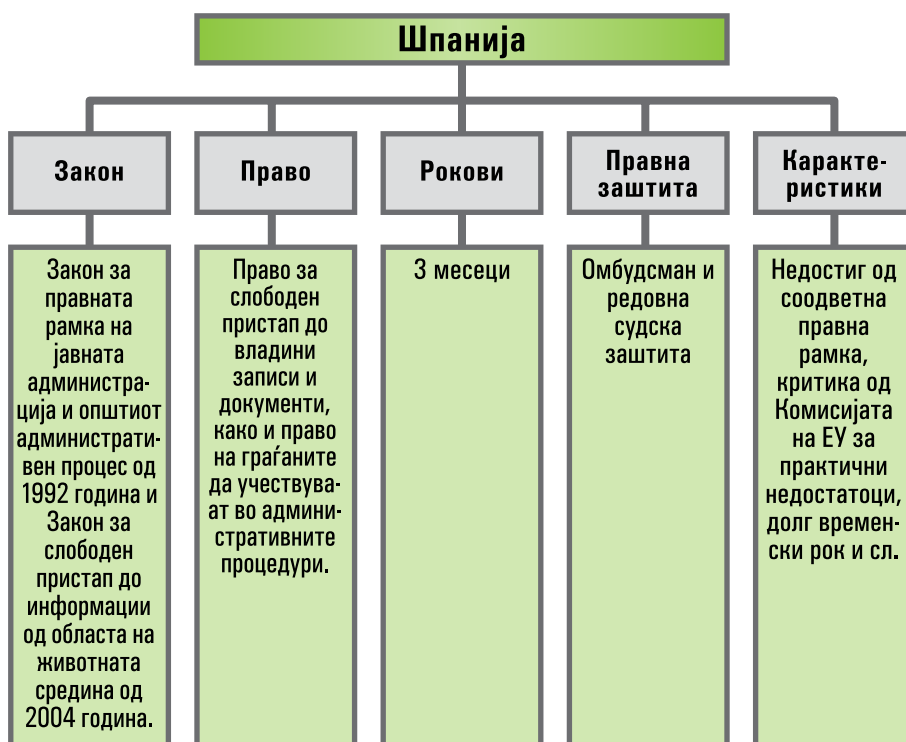 Шпанија
Закон
Право
Рокови
Правна
заштита
Каракте-
ристики
Закон за
правната
рамка на
јавната
администра-
ција и општиот
административ-
вен процес од
1992 година и
Закон за
слободен
пристап до
информации
од областа на
животната
средина од
2004 година.
Право за
слободен
пристап до
владини
записи и
документи,
како и право
на граѓаните
да учествува-
ат во админи-
стративните
процедури.
3 месеци
Омбудсман и
редовна
судска
заштита
Недостиг од
соодветна
правна
рамка,
критика од
Комисијата
на ЕУ за
практични
недостатоци,
долг времен-
ски рок и сл.